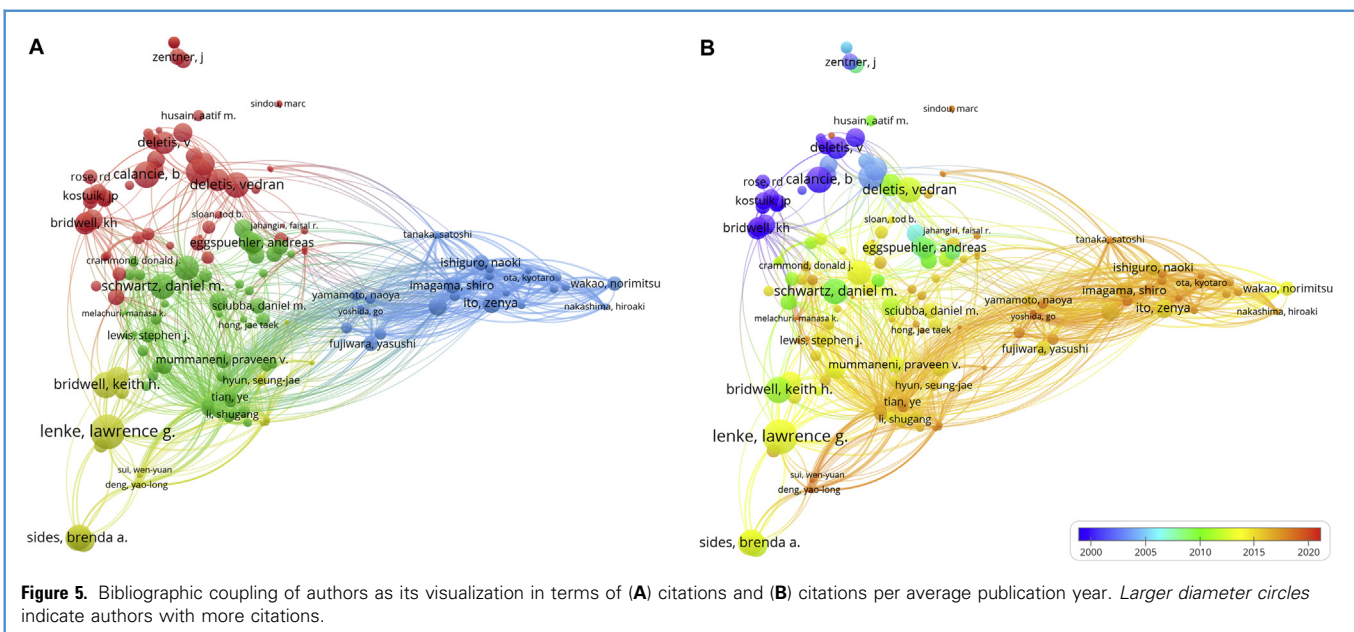 A
zentner, j
sindou, marc
husain, aatif m.
deletis, v
calancie, b
rose, rd
deletis, vedran
kostuik, jp
bridwell, kh
sloan, tod b.
jahangiri, faisal r.
eggspuehler, andreas
tanaka, satoshi
crammond, donald j.
ishiguro, naoki
ota, kyotaro
schwartz, daniel m.
imagama, shiro
wakao, norimitsu
yamamoto, naoya
sciubba, daniel m.
ito, zenya
nakashima, hiroaki
melachuri, manasa k.
yoshida, go
hong, jae taek
lewis, stephen j.
fujiwara, yasushi
mummaneni, praveen v.
bridwell, keith h.
hyun, seung-jae
tian, ye
li, shugang
lenke, lawrence g.
sui, wen-yuan
deng, yao-long
sides, brenda a.
B
zentner, j
sindou, marc
husain, aatif m.
deletis, v
rose, rd
calancie, b
deletis, vedran
kostuik, jp
bridwell, kh
sloan, tod b.
jahangiri, faisal r.
eggspuehler, andreas
tanaka, satoshi
crammond, donald j.
ishiguro, naoki
ota, kyotaro
schwartz, daniel m.
imagama, shiro
wakao, norimitsu
yamamoto, naoya
sciubba, daniel m.
ito, zenya
nakashima, hiroaki
melachuri, manasa k.
yoshida, go
hong, jae taek
lewis, stephen j.
fujiwara, yasushi
mummaneni, praveen v.
bridwell, keith h.
hyun, seung-jae
tian, ye
li, shugang
lenke, lawrence g.
sui, wen-yuan
deng, yao-long
sides, brenda a.
2000 2005 2010 2015 2020
Figure 5. Bibliographic coupling of authors as its visualization in terms of (A) citations and (B) citations per average publication year. Larger diameter circles
indicate authors with more citations.